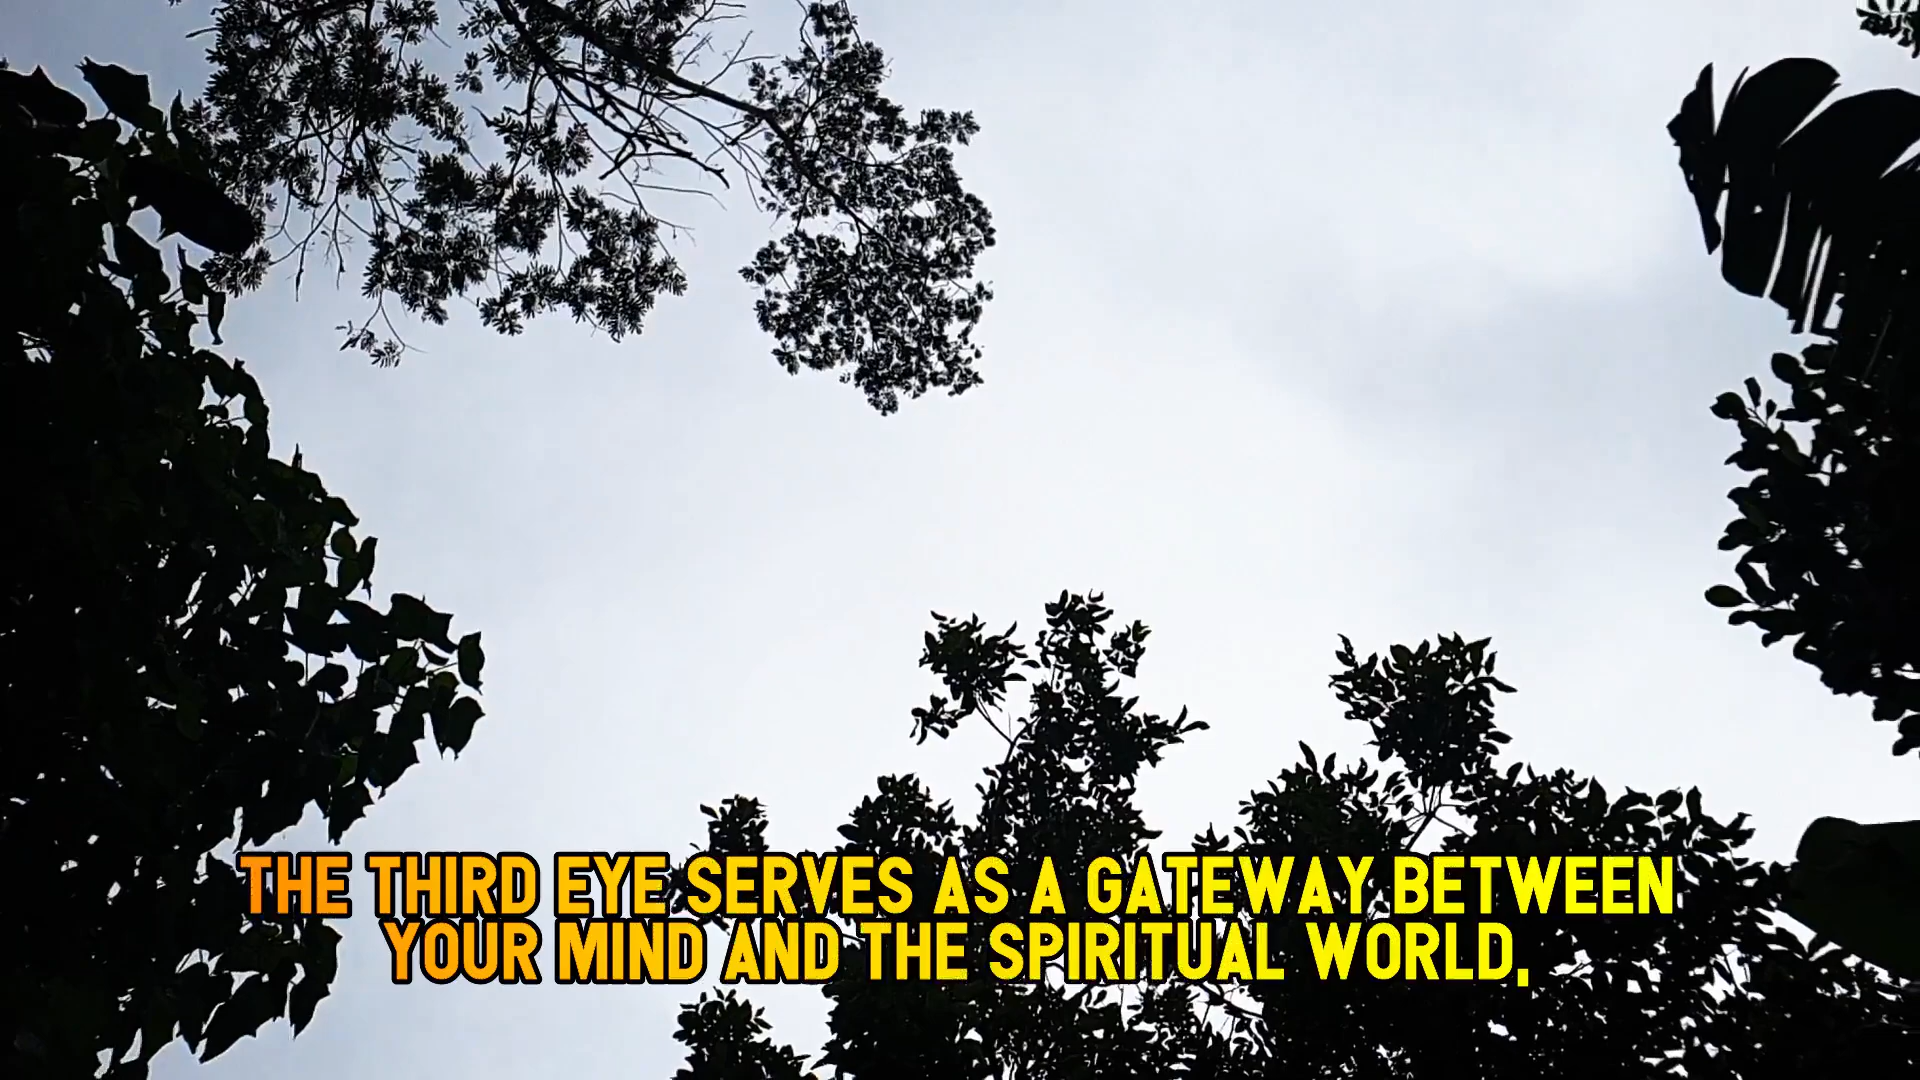 THE THIRD EYE SERVES AS A GATEWAY BETWEEN
YOUR MIND AND THE SPIRITUAL WORLD,